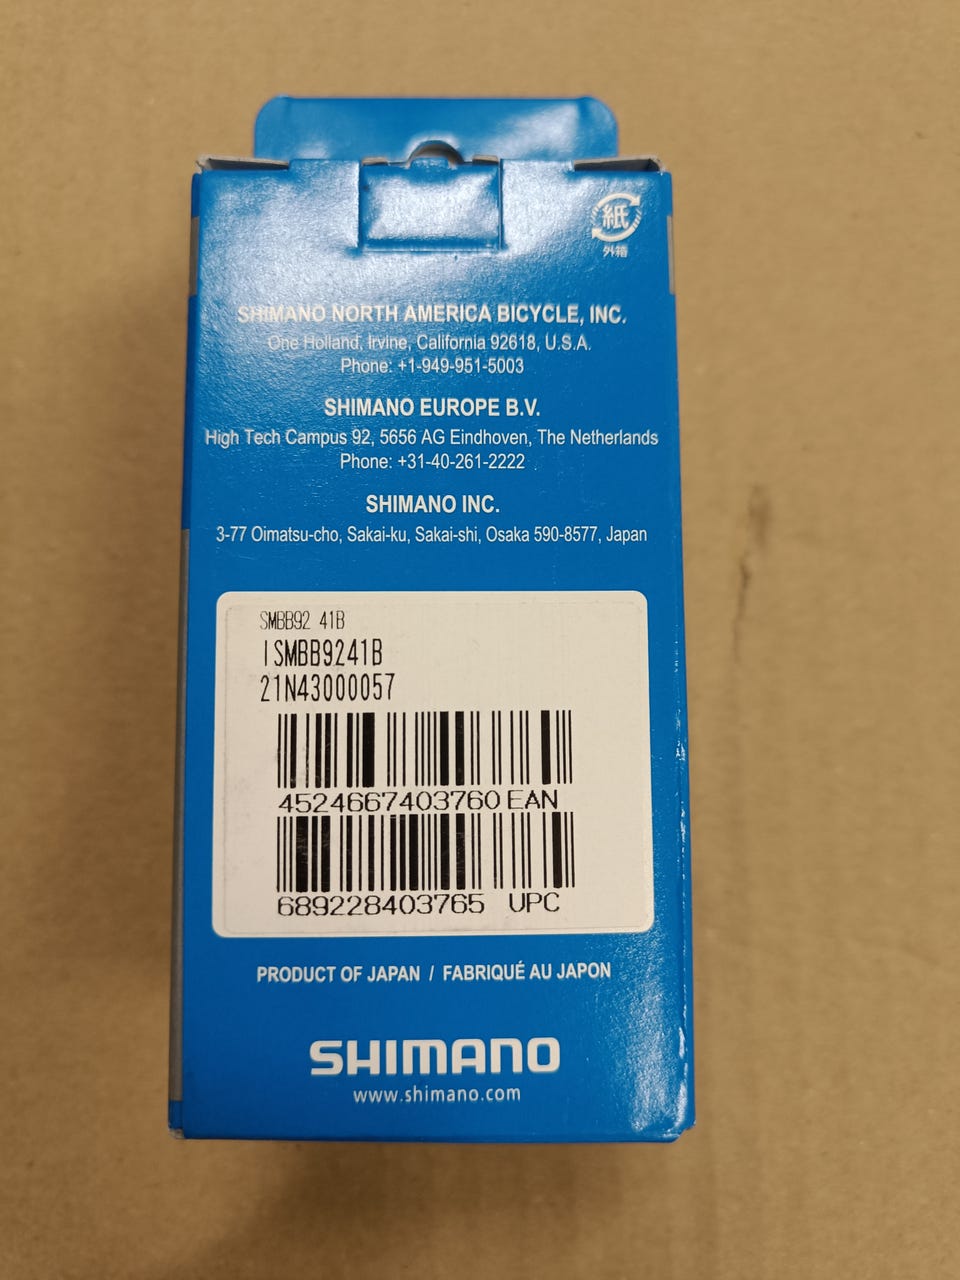 紙
外箱
SHIMANO NORTH AMERICA BICYCLE, INC.
One Holland, Irvine, California 92618, U.S.A.
Phone: +1-949-951-5003
SHIMANO EUROPE B.V.
High Tech Campus 92, 5656 AG Eindhoven, The Netherlands
Phone: +31-40-261-2222
SHIMANO INC.
3-77 Oimatsu-cho, Sakai-ku, Sakai-shi, Osaka 590-8577, Japan
SMBB92 41B
ISMBB9241B
21N43000057
4524667403760 EAN
689228403765 UPC
PRODUCT OF JAPAN / FABRIQUÉ AU JAPON
SHIMANO
www.shimano.com